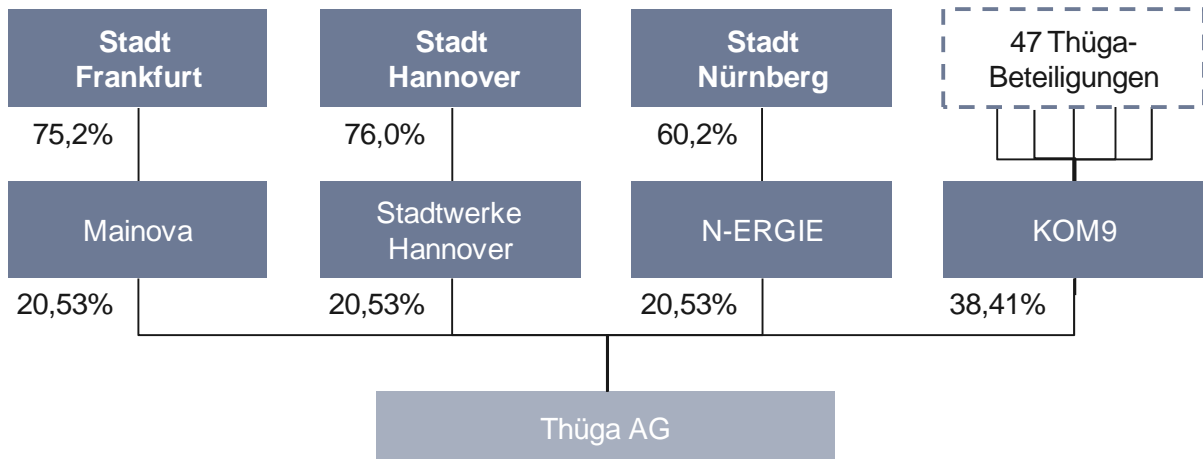 Stadt
Frankfurt
Stadt
Hannover
Stadt
Nürnberg
47 Thüga-
Beteiligungen
75,2%
76,0%
60,2%
Mainova
Stadtwerke
Hannover
N-ERGIE
KOM9
20,53%
20,53%
20,53%
38,41%
Thüga AG